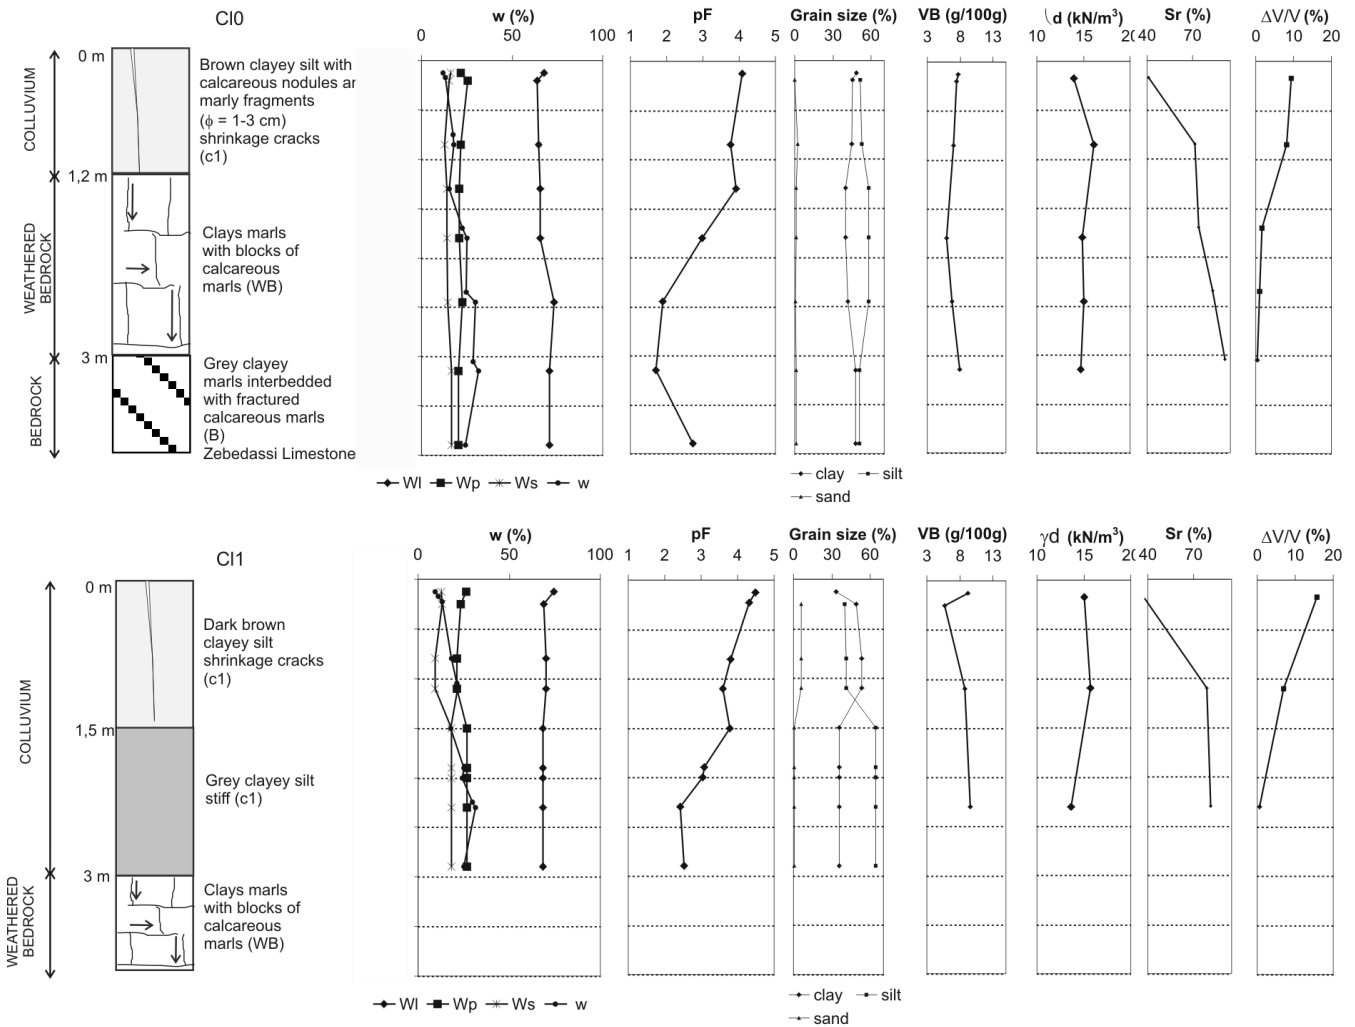 Cl0
w (%)
pF
Grain size (%)
VB (g/100g)
d (kN/m³)
Sr (%)
ΔV/V (%)
0 50 100
1 2 3 4 5
0 30 60
3 8 13
10 15 20
40 70
0 10 20
COLLUVIUM
WEATHERED
BEDROCK
BEDROCK
0 m
1,2 m
3 m
Brown clayey silt with
calcareous nodules ar
marly fragments
(ϕ = 1-3 cm)
shrinkage cracks
(c1)
Clays marls
with blocks of
calcareous
marls (WB)
Grey clayey
marls interbedded
with fractured
calcareous marls
(B)
Zebedassi Limestone
Wl Wp Ws w
clay silt
sand
Cl1
w (%)
pF
Grain size (%)
VB (g/100g)
γd (kN/m³)
Sr (%)
ΔV/V (%)
0 50 100
1 2 3 4 5
0 30 60
3 8 13
10 15
40 70
0 10 20
COLLUVIUM
WEATHERED
BEDROCK
0 m
1,5 m
3 m
Dark brown
clayey silt
shrinkage cracks
(c1)
Grey clayey silt
stiff (c1)
Clays marls
with blocks of
calcareous
marls (WB)
Wl Wp Ws w
clay silt
sand